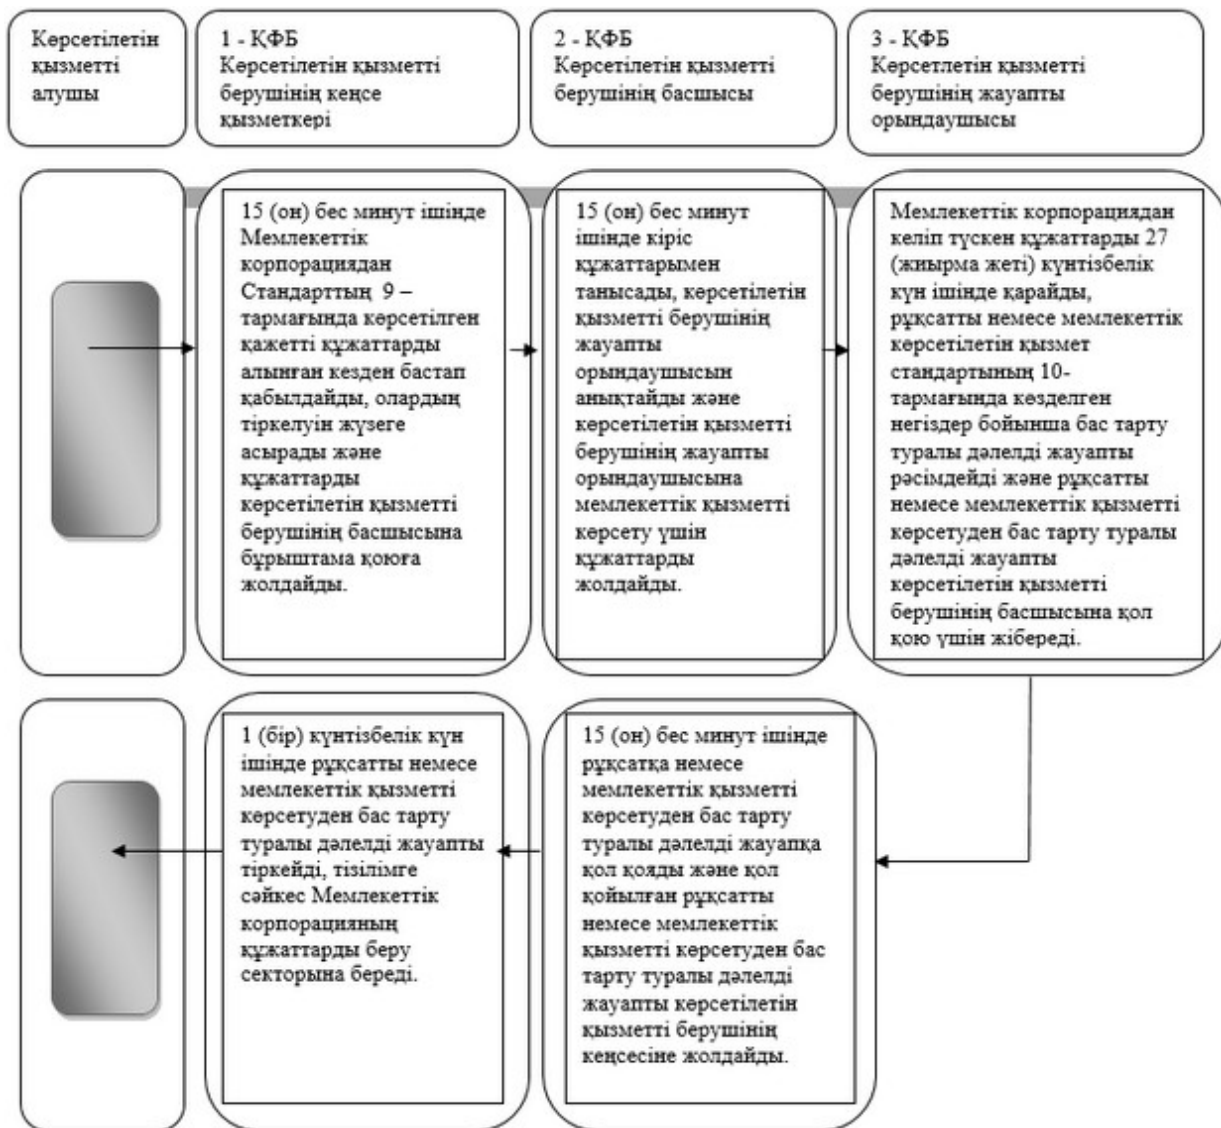 Көрсетілетін
қызметті
алушы
1 - ҚФБ
Көрсетілетін қызметті
берушінің кеңсе
қызметкері
2 - ҚФБ
Көрсетілетін қызметті
берушінің басшысы
3 - ҚФБ
Көрсетлетін қызметті
берушінің жауапты
орындаушысы
15 (он) бес минут ішінде
Мемлекеттік
корпорациядан
Стандарттың 9 –
тармағында көрсетілген
қажетті құжаттарды
алынған кезден бастап
қабылдайды, олардың
тіркелуін жүзеге
асырады және
құжаттарды
көрсетілетін қызметті
берушінің басшысына
бұрыштама қоюға
жолдайды.
15 (он) бес минут
ішінде кіріс
құжаттарымен
танысады, көрсетілетін
қызметті берушінің
жауапты
орындаушысын
анықтайды және
көрсетілетін қызметті
берушінің жауапты
орындаушысына
мемлекеттік қызметті
көрсету үшін
құжаттарды
жолдайды.
Мемлекеттік корпорациядан
келіп түскен құжаттарды 27
(жиырма жеті) күнтізбелік
күн ішінде қарайды,
рұқсатты немесе мемлекеттік
көрсетілетін қызмет
стандартының 10-
тармағында көзделген
негіздер бойынша бас тарту
туралы дәлелді жауапты
рәсімдейді және рұқсатты
немесе мемлекеттік қызметті
көрсетуден бас тарту туралы
дәлелді жауапты
көрсетілетін қызметті
берушінің басшысына қол
қою үшін жібереді.
1 (бір) күнтізбелік күн
ішінде рұқсатты немесе
мемлекеттік қызметті
көрсетуден бас тарту
туралы дәлелді жауапты
тіркейді, тізілімге
сәйкес Мемлекеттік
корпорацияның
құжаттарды беру
секторына береді.
15 (он) бес минут ішінде
рұқсатқа немесе
мемлекеттік қызметті
көрсетуден бас тарту
туралы дәлелді жауапқа
қол қояды және қол
қойылған рұқсатты
немесе мемлекеттік
қызметті көрсетуден бас
тарту туралы дәлелді
жауапты көрсетілетін
қызметті берушінің
кеңсесіне жолдайды.